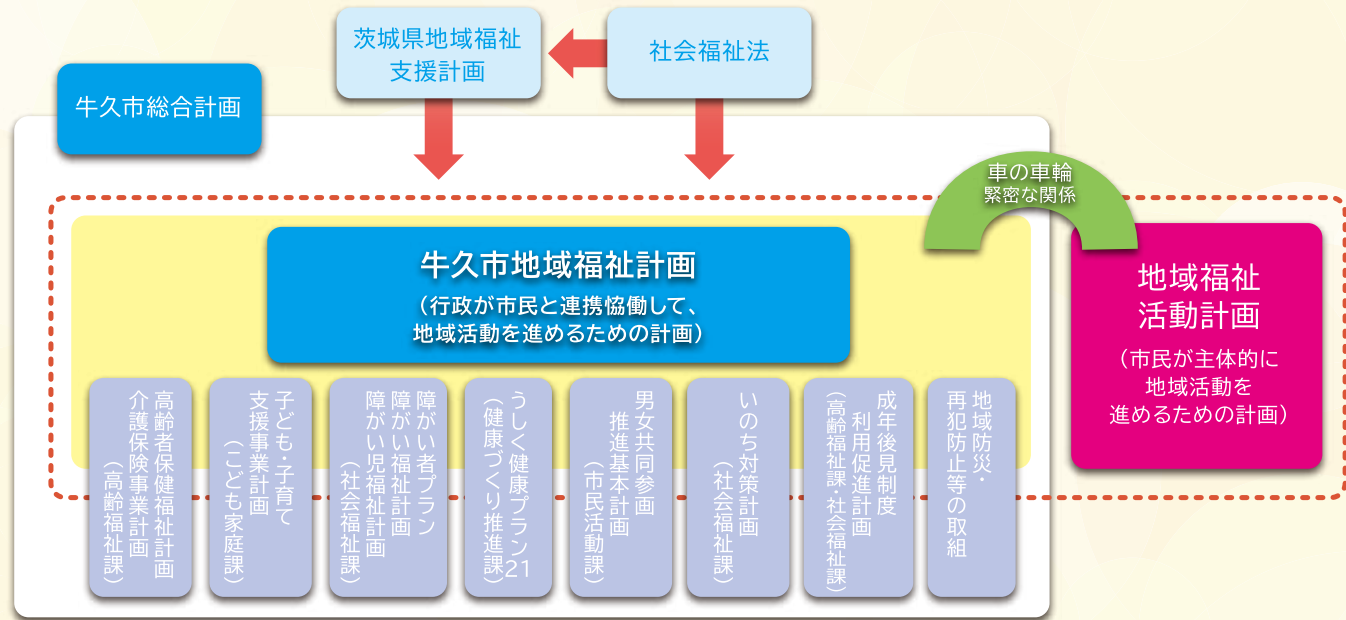 茨城県地域福祉
支援計画
社会福祉法
牛久市総合計画
車の車輪
緊密な関係
牛久市地域福祉計画
（行政が市民と連携恊働して、
地域活動を進めるための計画）
地域福祉
活動計画
（市民が主体的に
地域活動を
進めるための計画）
高齢者保健福祉計画
介護保険事業計画
（高齢福祉課）
子ども・子育て
支援事業計画
（こども家庭課）
障がい者プラン
障がい福祉計画
障がい児福祉計画
（社会福祉課）
うしく健康プラン21
（健康づくり推進課）
男女共同参画
推進基本計画
（市民活動課）
いのち対策計画
（社会福祉課）
成年後見制度
利用促進計画
（高齢福祉課・社会福祉課）
地域防災・
再犯防止等の取組